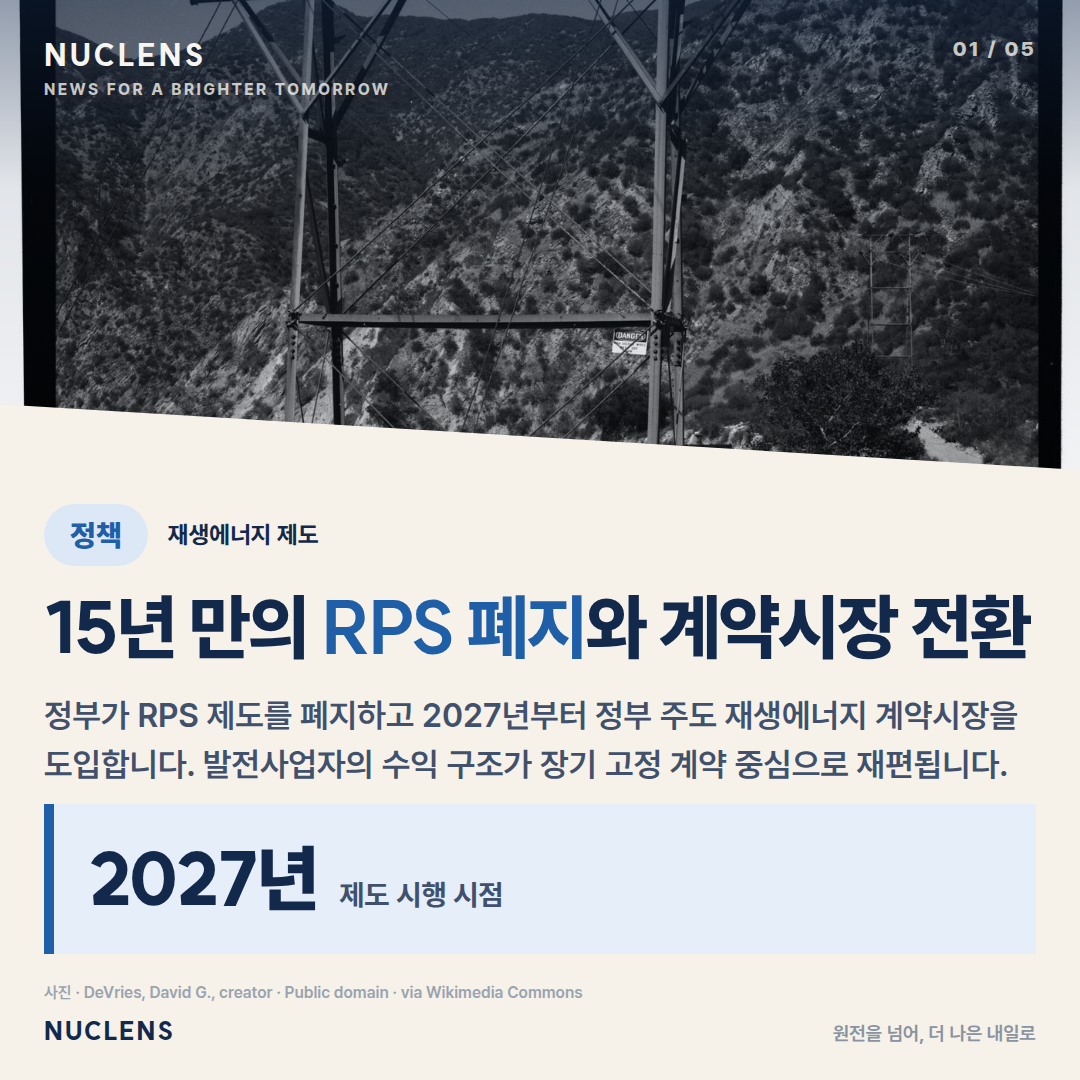 NUCLENS
01 / 05
NEWS FOR A BRIGHTER TOMORROW
정책
재생에너지 제도
15년 만의 RPS 폐지와 계약시장 전환
정부가 RPS 제도를 폐지하고 2027년부터 정부 주도 재생에너지 계약시장을
도입합니다. 발전사업자의 수익 구조가 장기 고정 계약 중심으로 재편됩니다.
2027년 제도 시행 시점
사진 · DeVries, David G., creator · Public domain · via Wikimedia Commons
NUCLENS
원전을 넘어, 더 나은 내일로